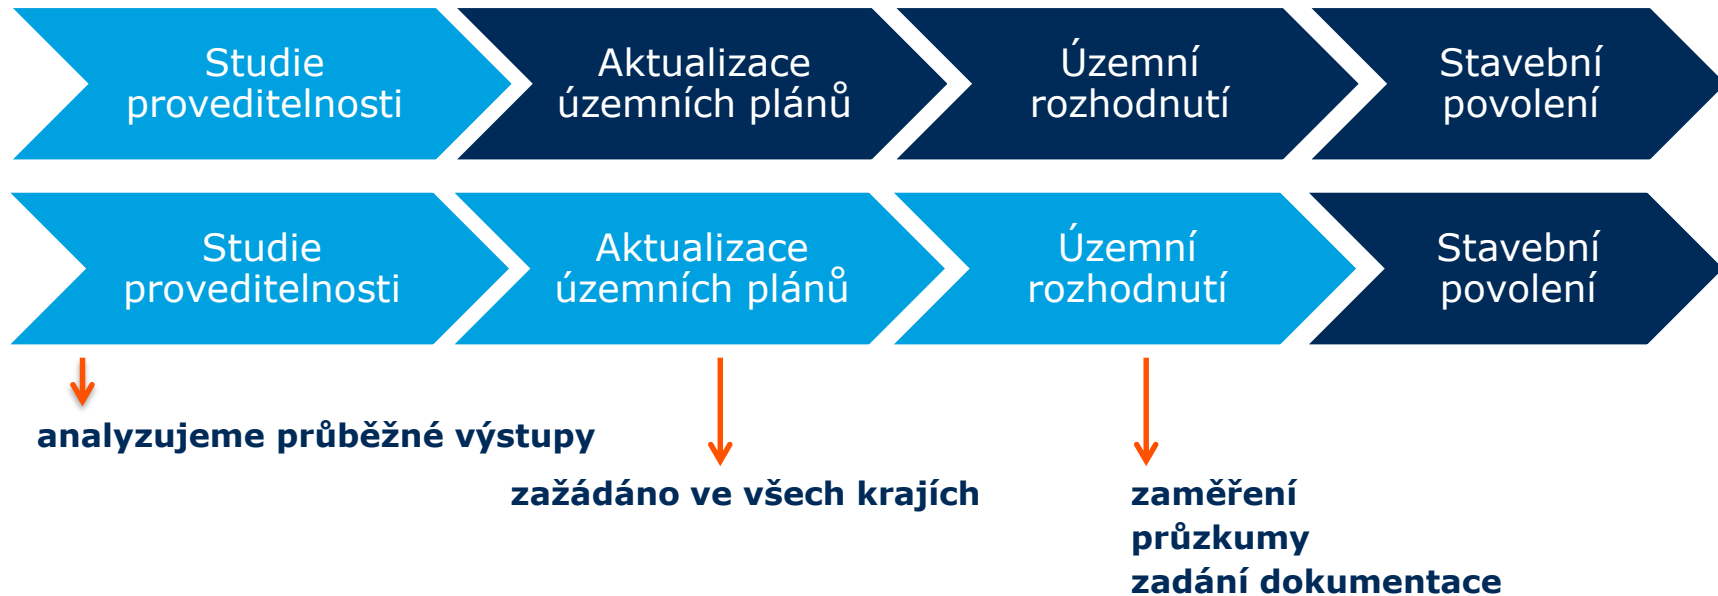 Studie
proveditelnosti
Aktualizace
územních plánů
Územní
rozhodnutí
Stavební
povolení
Studie
proveditelnosti
Aktualizace
územních plánů
Územní
rozhodnutí
Stavební
povolení
analyzujeme průběžné výstupy
zažádáno ve všech krajích
zaměření
průzkumy
zadání dokumentace